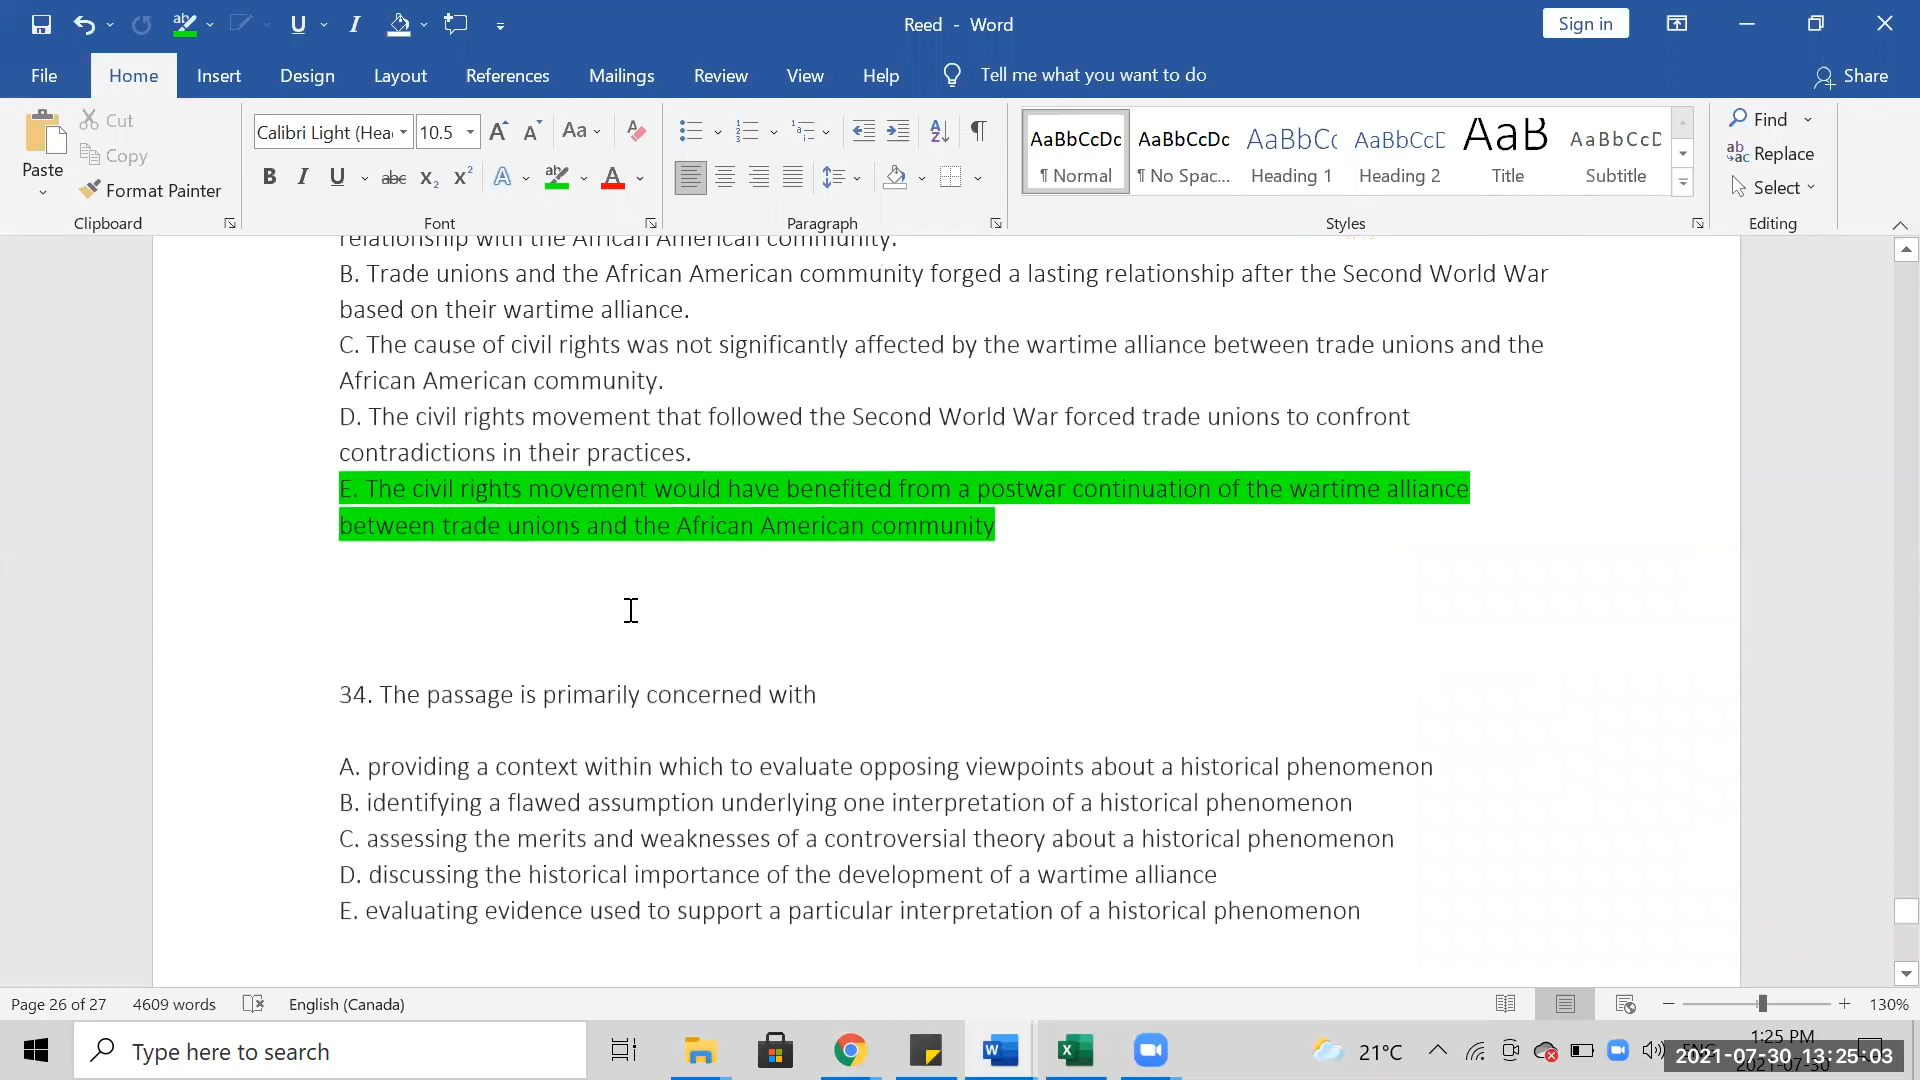 Reed - Word
Sign in
File Home Insert Design Layout References Mailings Review View Help Tell me what you want to do Share
Paste
Cut
Copy
Format Painter
Clipboard
Calibri Light (Hea 10.5
Font
Paragraph
AaBbCcDc AaBbCcDc AaBbCc AaBbCcD AaB AaBbCcD
¶ Normal ¶ No Spac... Heading 1 Heading 2 Title Subtitle
Styles
Find
Replace
Select
Editing
relationship with the African American community.
B. Trade unions and the African American community forged a lasting relationship after the Second World War
based on their wartime alliance.
C. The cause of civil rights was not significantly affected by the wartime alliance between trade unions and the
African American community.
D. The civil rights movement that followed the Second World War forced trade unions to confront
contradictions in their practices.
E. The civil rights movement would have benefited from a postwar continuation of the wartime alliance
between trade unions and the African American community
34. The passage is primarily concerned with
A. providing a context within which to evaluate opposing viewpoints about a historical phenomenon
B. identifying a flawed assumption underlying one interpretation of a historical phenomenon
C. assessing the merits and weaknesses of a controversial theory about a historical phenomenon
D. discussing the historical importance of the development of a wartime alliance
E. evaluating evidence used to support a particular interpretation of a historical phenomenon
Page 26 of 27 4609 words English (Canada) 130%
Type here to search
21°C
1:25 PM
2021-07-30 13:25:03